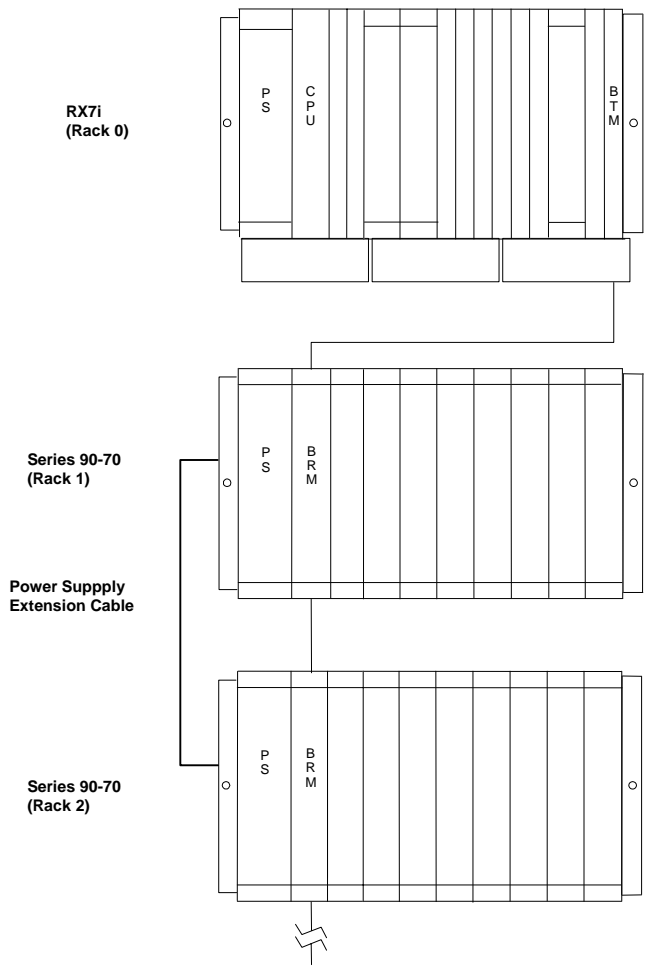 RX7i
(Rack 0)
PS
CPU
BTM
Series 90-70
(Rack 1)
PS
BRM
Power Suppply
Extension Cable
Series 90-70
(Rack 2)
PS
BRM